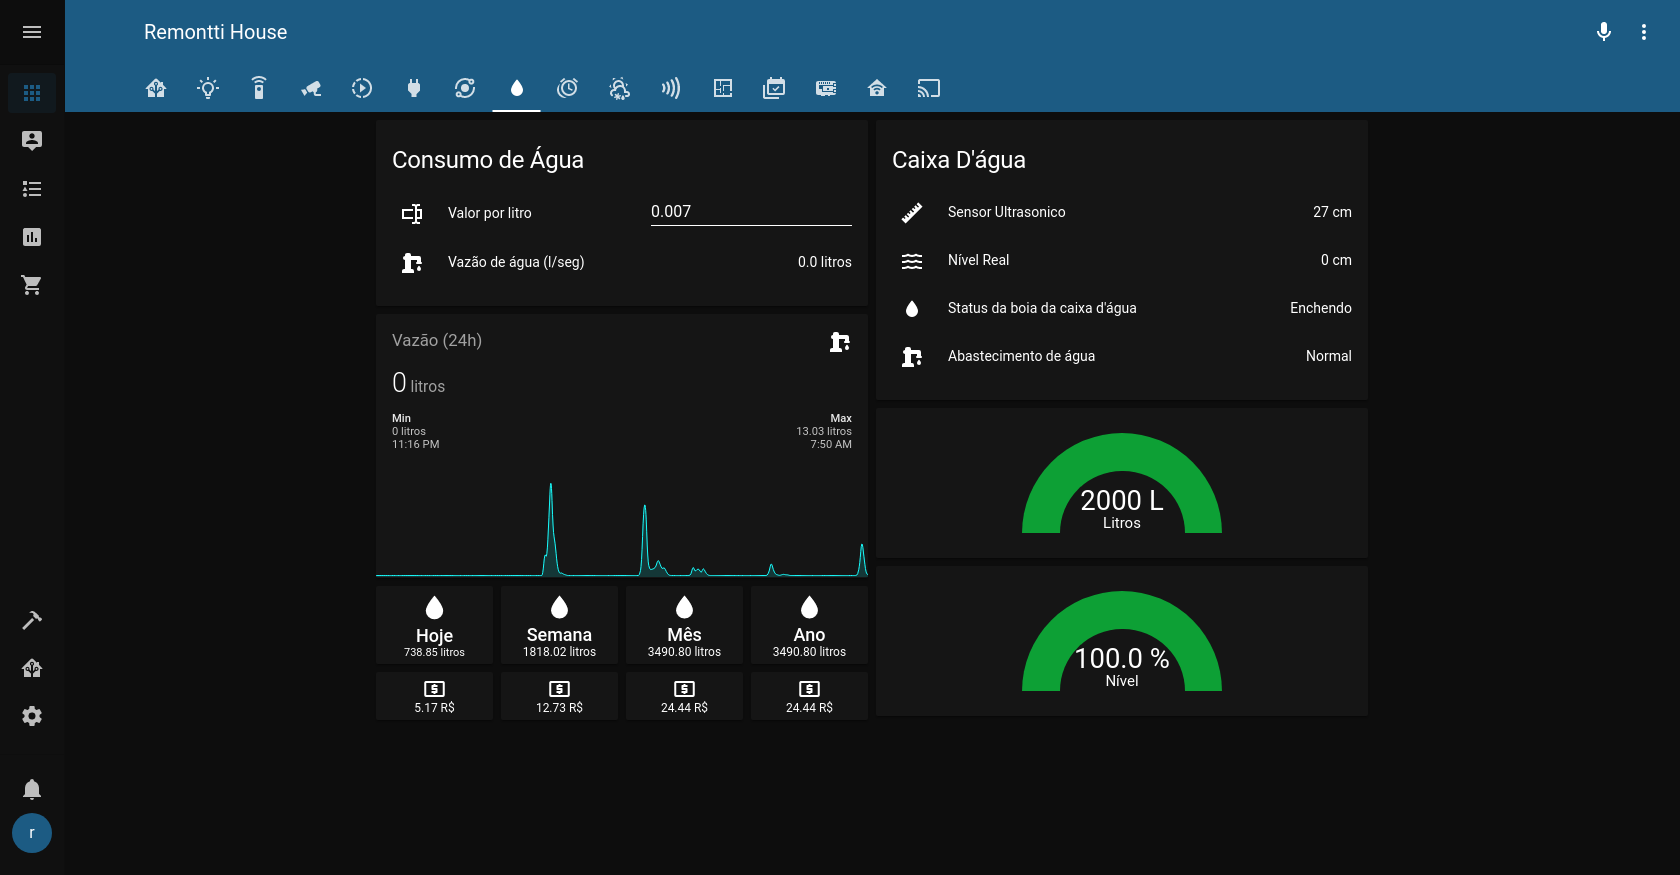 Remontti House
Consumo de Água
Valor por litro 0.007
Vazão de água (l/seg) 0.0 litros
Vazão (24h)
0 litros
Min Max
0 litros 13.03 litros
11:16 PM 7:50 AM
Hoje Semana Mês Ano
738.85 litros 1818.02 litros 3490.80 litros 3490.80 litros
5.17 R$ 12.73 R$ 24.44 R$ 24.44 R$
Caixa D'água
Sensor Ultrasonico 27 cm
Nível Real 0 cm
Status da boia da caixa d'água Enchendo
Abastecimento de água Normal
2000 L
Litros
100.0 %
Nível
r